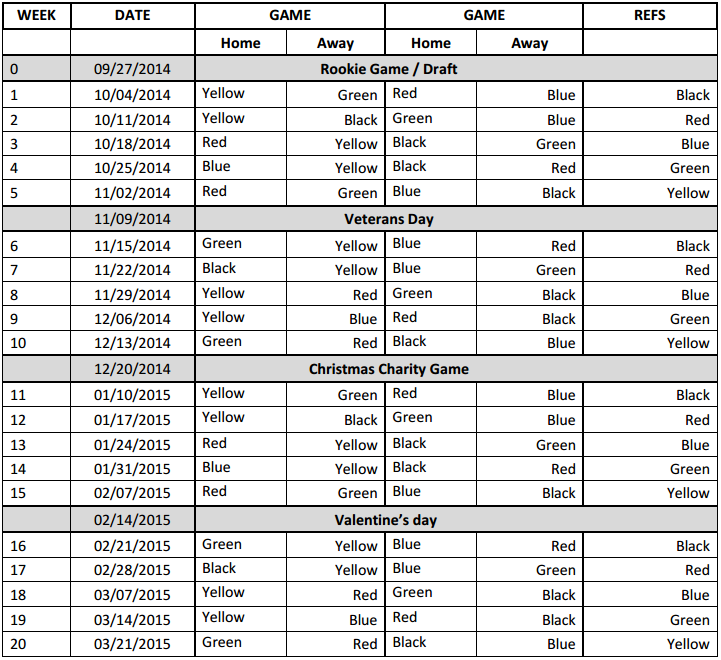 WEEK DATE GAME GAME REFS
Home Away Home Away
0 09/27/2014 Rookie Game / Draft
1 10/04/2014 Yellow Green Red Blue Black
2 10/11/2014 Yellow Black Green Blue Red
3 10/18/2014 Red Yellow Black Green Blue
4 10/25/2014 Blue Yellow Black Red Green
5 11/02/2014 Red Green Blue Black Yellow
11/09/2014 Veterans Day
6 11/15/2014 Green Yellow Blue Red Black
7 11/22/2014 Black Yellow Blue Green Red
8 11/29/2014 Yellow Red Green Black Blue
9 12/06/2014 Yellow Blue Red Black Green
10 12/13/2014 Green Red Black Blue Yellow
12/20/2014 Christmas Charity Game
11 01/10/2015 Yellow Green Red Blue Black
12 01/17/2015 Yellow Black Green Blue Red
13 01/24/2015 Red Yellow Black Green Blue
14 01/31/2015 Blue Yellow Black Red Green
15 02/07/2015 Red Green Blue Black Yellow
02/14/2015 Valentine’s day
16 02/21/2015 Green Yellow Blue Red Black
17 02/28/2015 Black Yellow Blue Green Red
18 03/07/2015 Yellow Red Green Black Blue
19 03/14/2015 Yellow Blue Red Black Green
20 03/21/2015 Green Red Black Blue Yellow